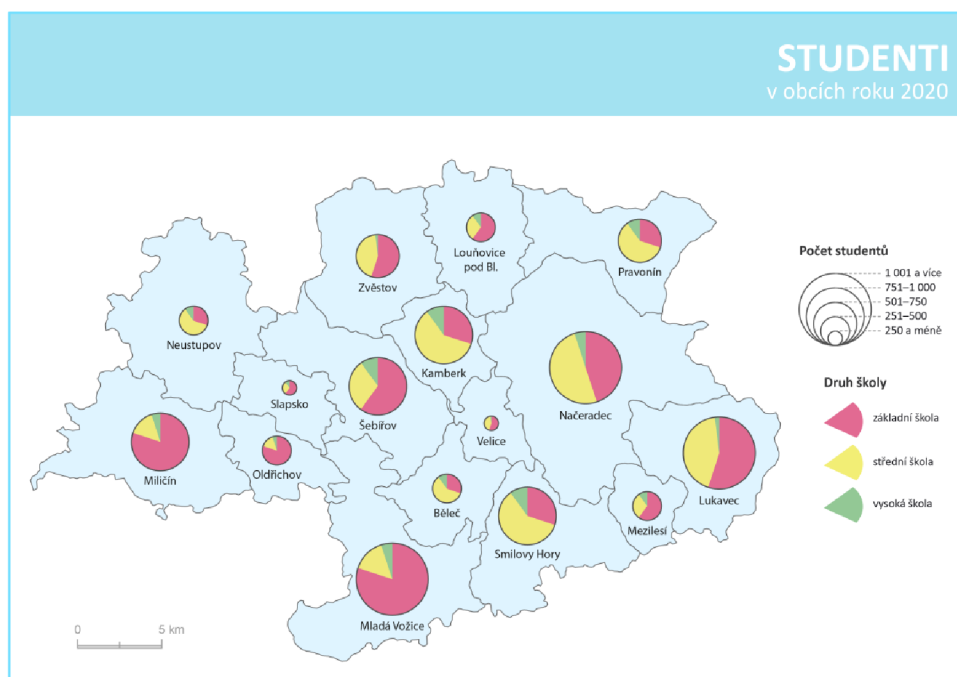 STUDENTI
v obcích roku 2020
Louňovice
pod Bl.
Pravonín
Zvěstov
Neustupov
Kamberk
Načeradec
Slapsko
Šebířov
Velice
Miličín
Oldřichov
Lukavec
Běleč
Smilovy Hory
Mezilesí
Mladá Vožice
0 5 km
Počet studentů
1 001 a více
751–1 000
501–750
251–500
250 a méně
Druh školy
základní škola
střední škola
vysoká škola